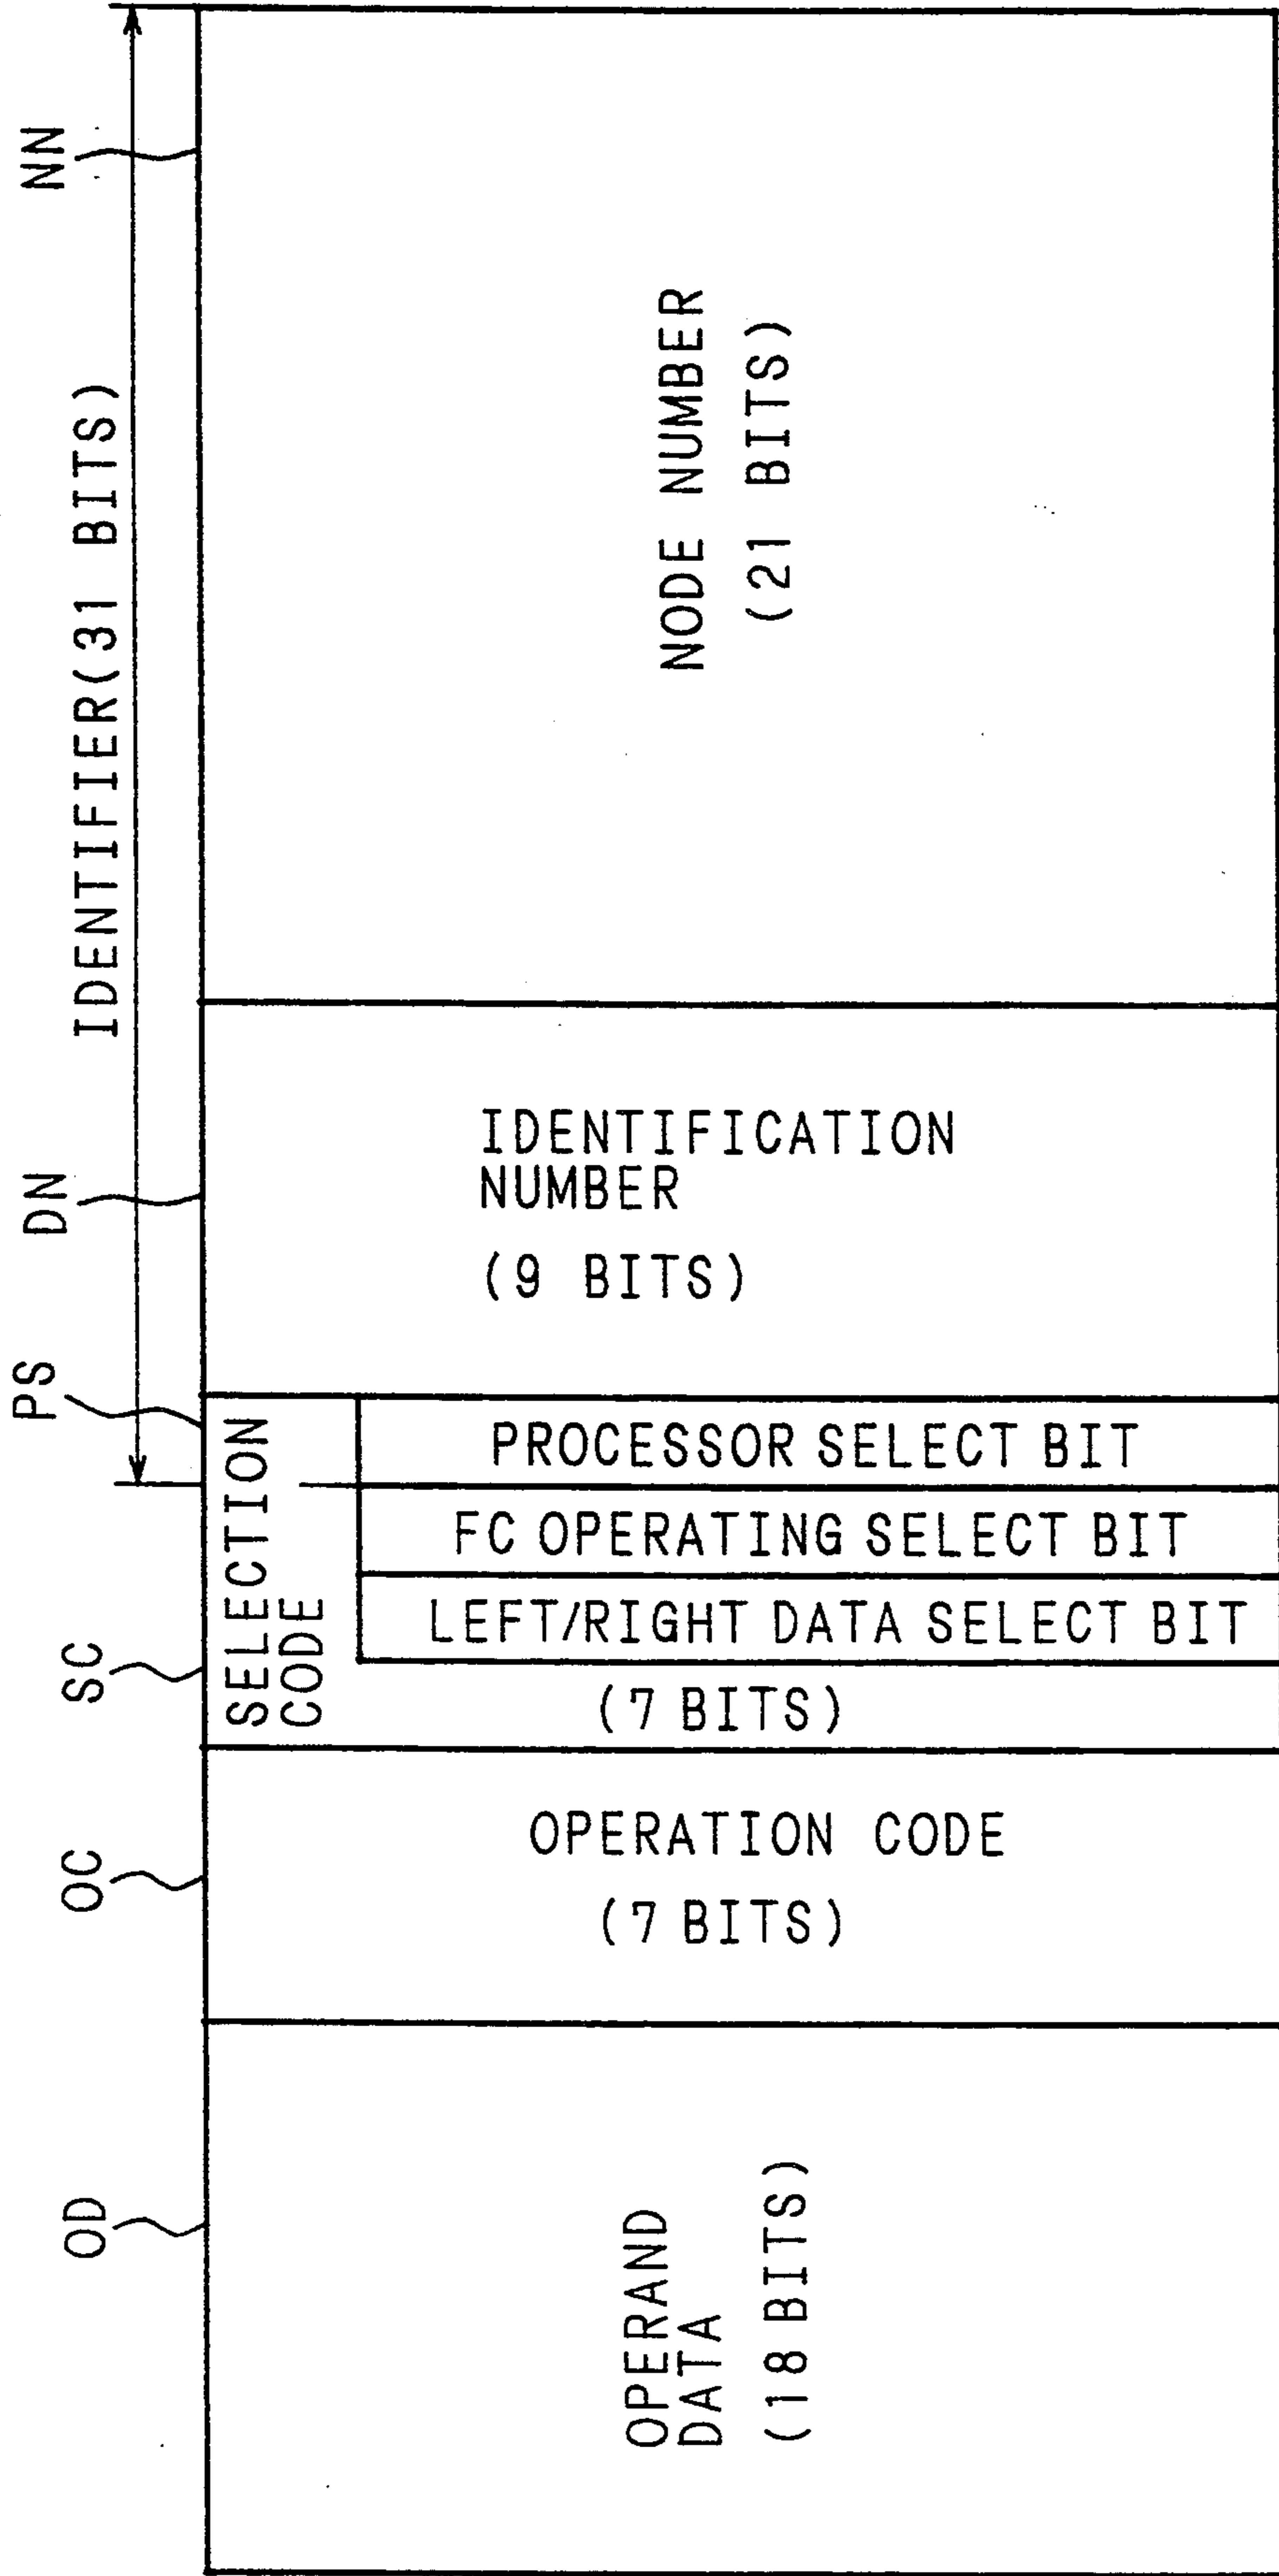 IDENTIFIER(31 BITS)
OD
OC
SC
PS
DN
NN
OPERAND
DATA
(18 BITS)
OPERATION CODE
(7 BITS)
SELECTION
CODE
(7 BITS)
LEFT/RIGHT DATA SELECT BIT
FC OPERATING SELECT BIT
PROCESSOR SELECT BIT
IDENTIFICATION
NUMBER
(9 BITS)
NODE NUMBER
(21 BITS)